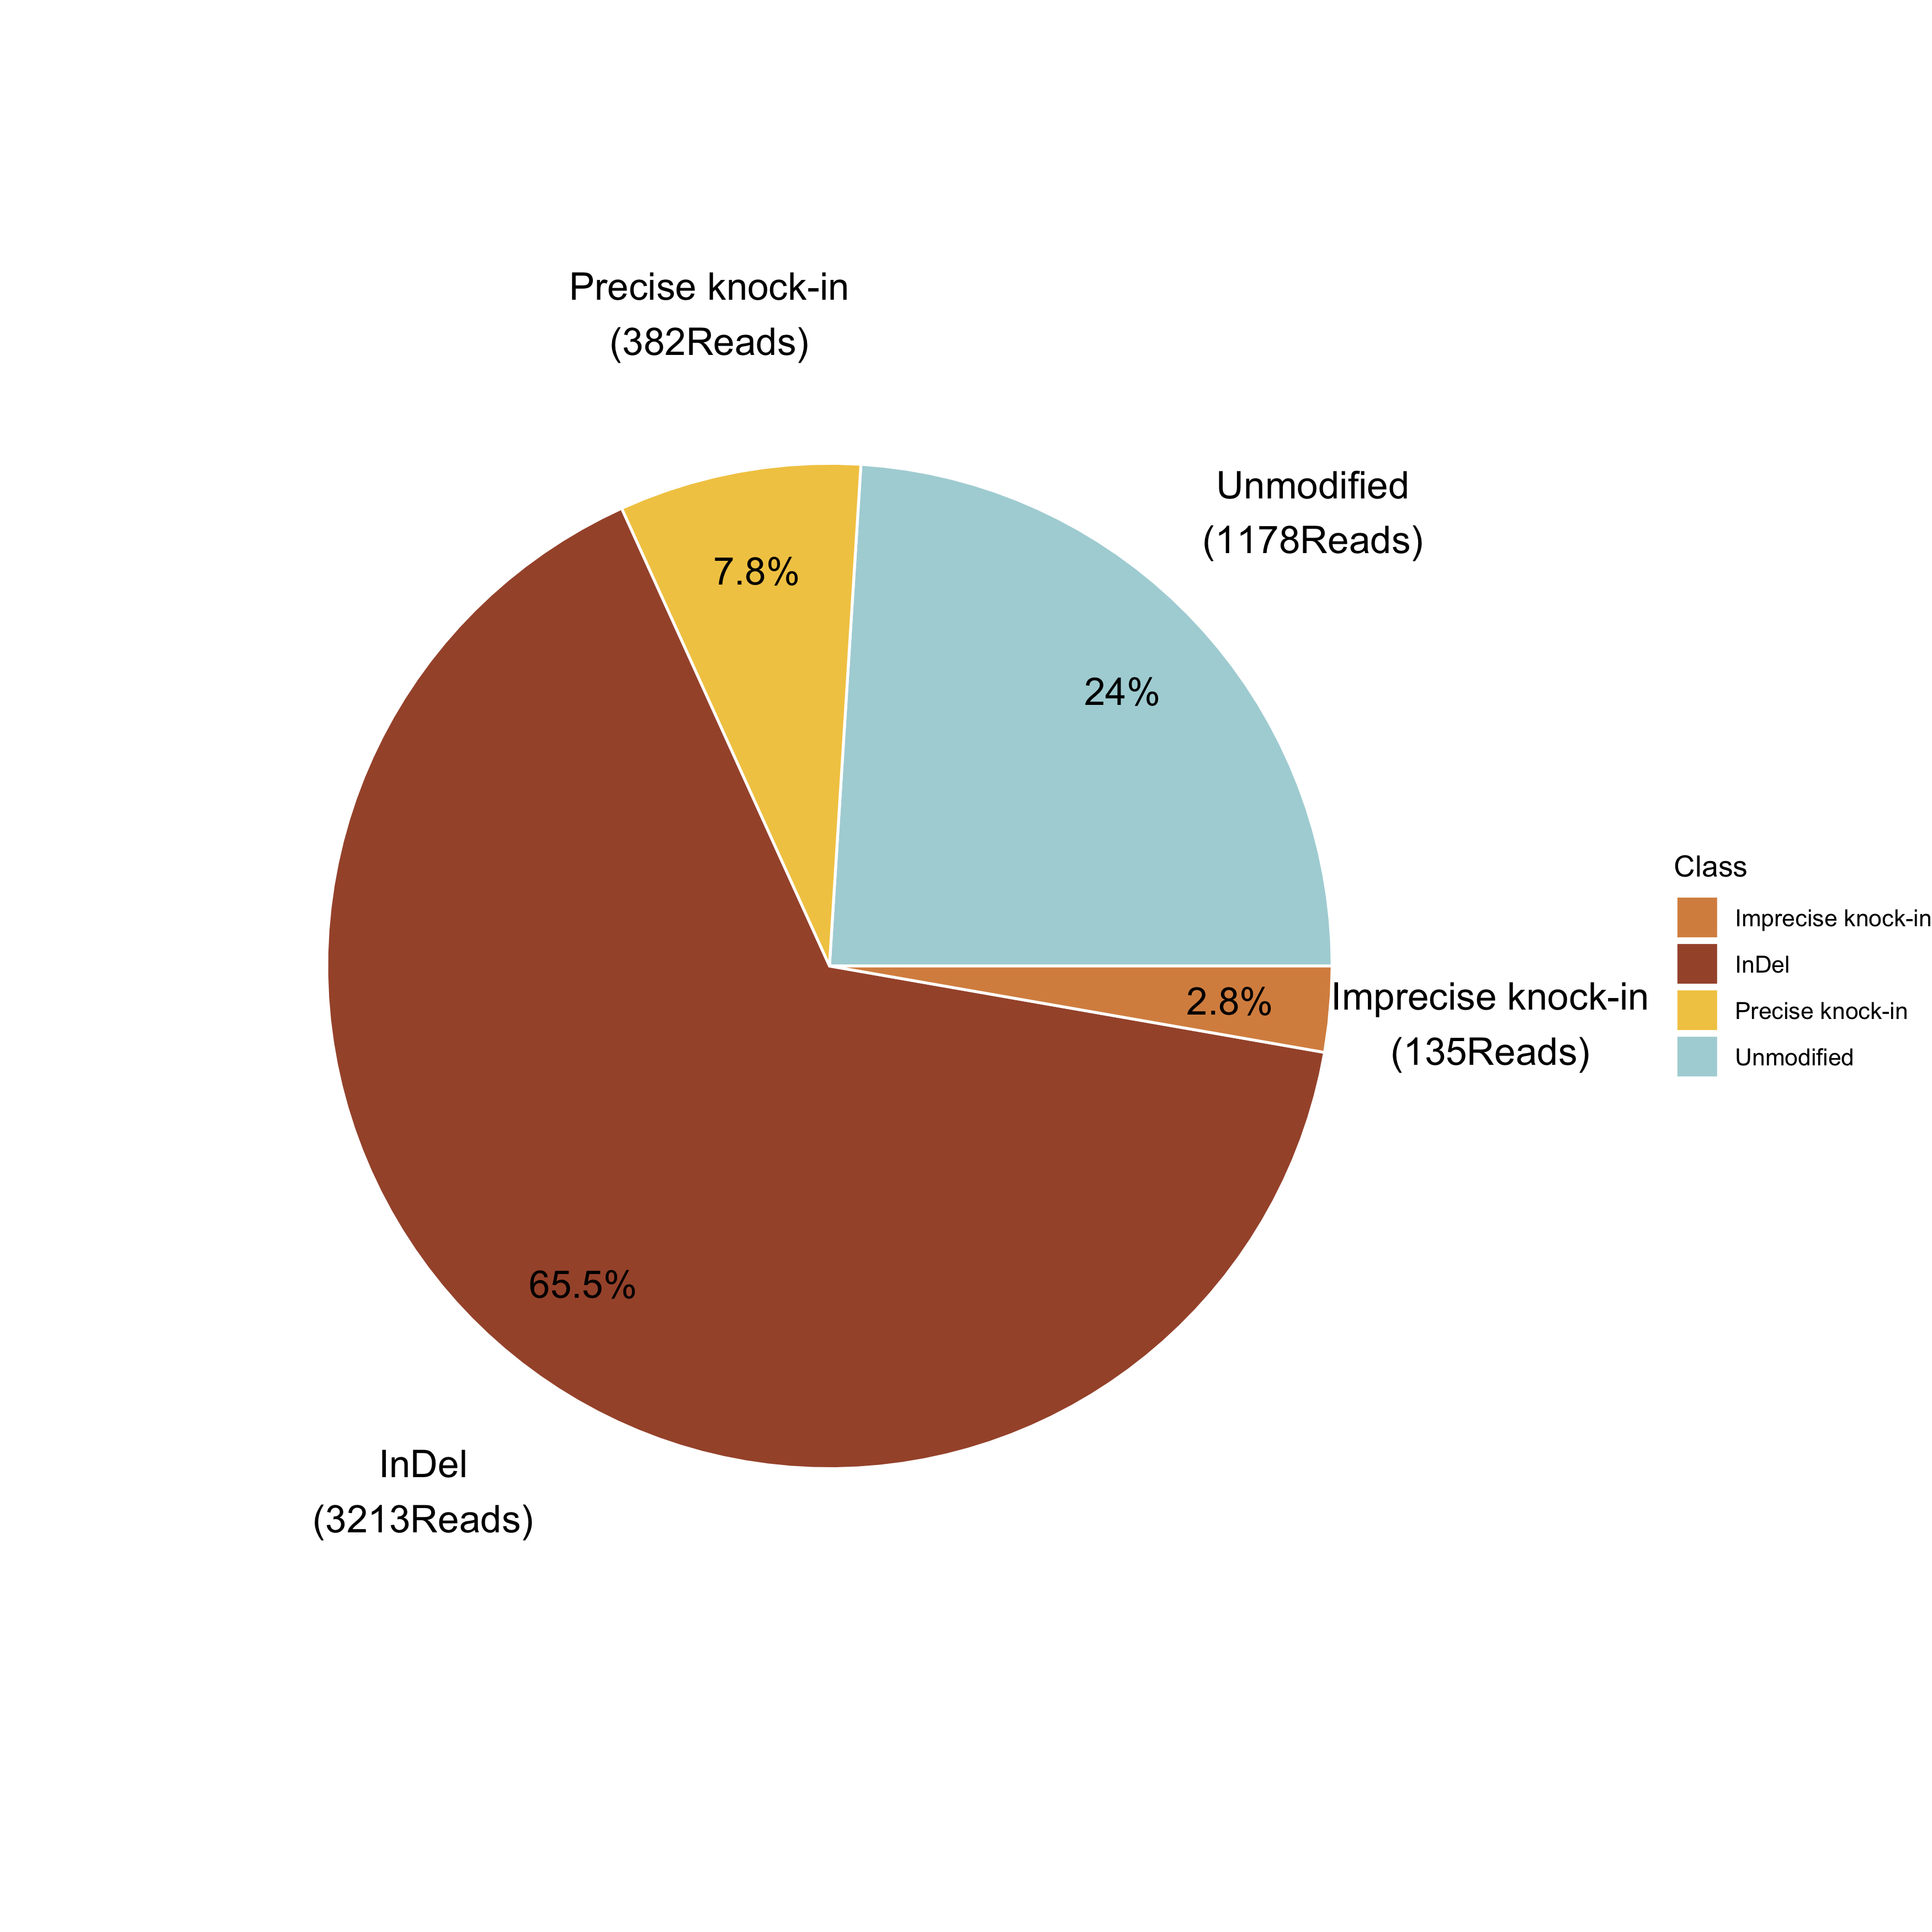 Precise knock-in
(382Reads)
Unmodified
(1178Reads)
7.8%
24%
Class
Imprecise knock-in
InDel
Precise knock-in
Unmodified
2.8%
Imprecise knock-in
(135Reads)
65.5%
InDel
(3213Reads)